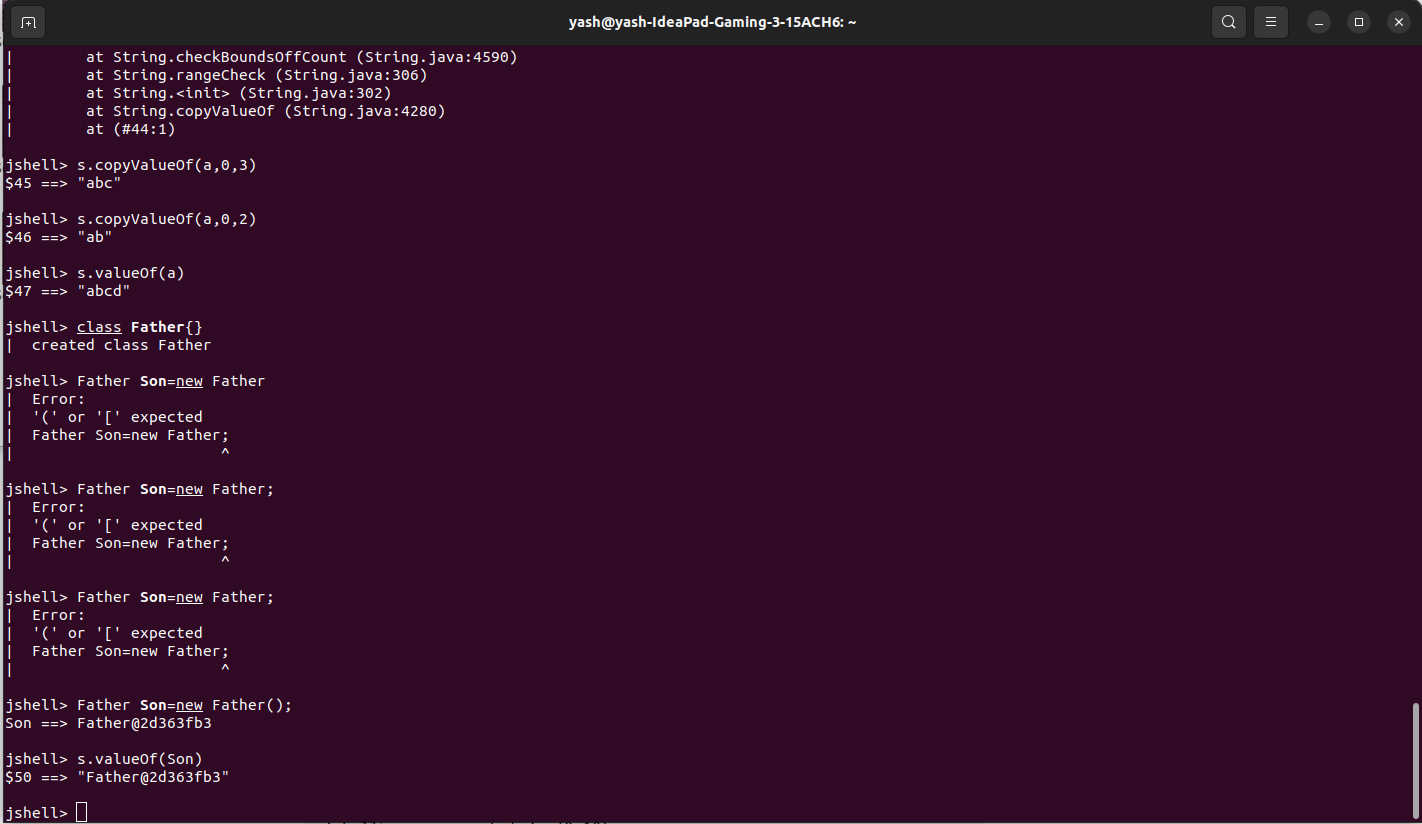 yash@yash-IdeaPad-Gaming-3-15ACH6: ~
|        at String.checkBoundsOffCount (String.java:4590)
|        at String.rangeCheck (String.java:306)
|        at String.<init> (String.java:302)
|        at String.copyValueOf (String.java:4280)
|        at (#44:1)
jshell> s.copyValueOf(a,0,3)
$45 ==> "abc"
jshell> s.copyValueOf(a,0,2)
$46 ==> "ab"
jshell> s.valueOf(a)
$47 ==> "abcd"
jshell> class Father{}
|  created class Father
jshell> Father Son=new Father
|  Error:
|  '(' or '[' expected
|  Father Son=new Father;
|                       ^
jshell> Father Son=new Father;
|  Error:
|  '(' or '[' expected
|  Father Son=new Father;
|                       ^
jshell> Father Son=new Father;
|  Error:
|  '(' or '[' expected
|  Father Son=new Father;
|                       ^
jshell> Father Son=new Father();
Son ==> Father@2d363fb3
jshell> s.valueOf(Son)
$50 ==> "Father@2d363fb3"
jshell>